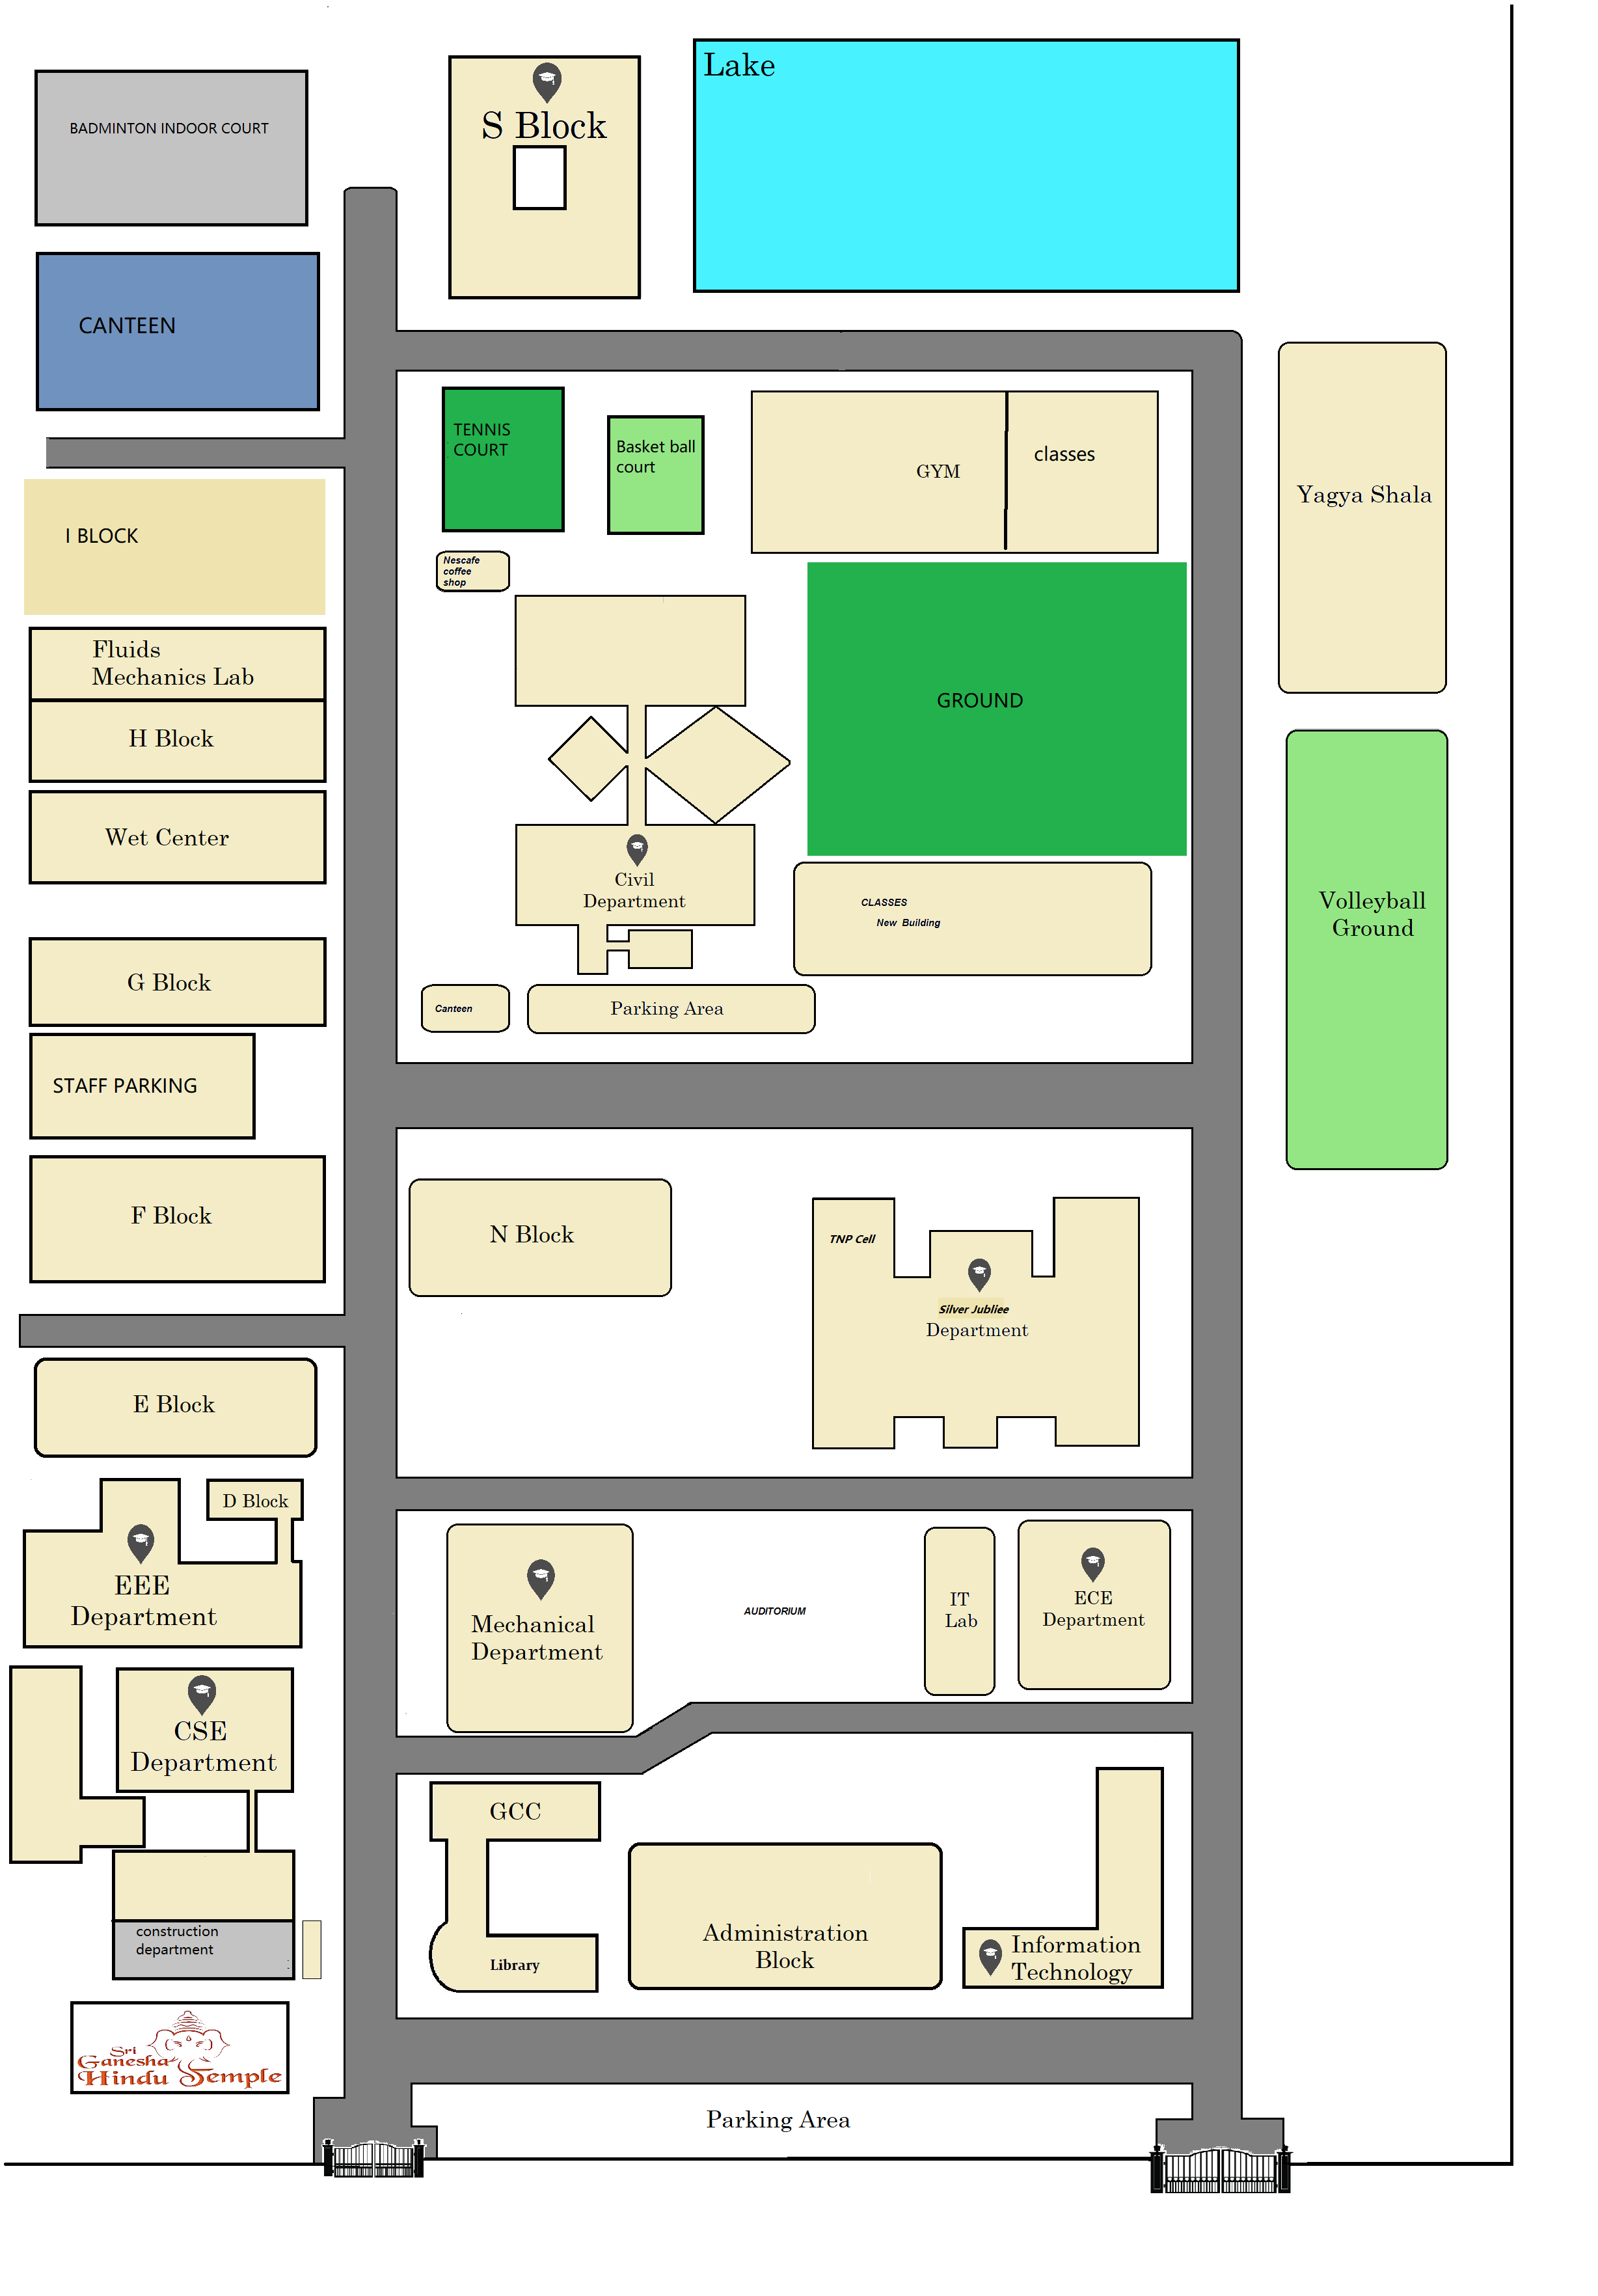 Lake
S Block
BADMINTON INDOOR COURT
CANTEEN
TENNIS
COURT
Basket ball
court
GYM
classes
Yagya Shala
I BLOCK
Nescafe
coffee
shop
Fluids
Mechanics Lab
H Block
GROUND
Wet Center
Civil
Department
CLASSES
New Building
Volleyball
Ground
G Block
Canteen
Parking Area
STAFF PARKING
F Block
N Block
TNP Cell
Silver Jubliee
Department
E Block
D Block
EEE
Department
Mechanical
Department
AUDITORIUM
IT
Lab
ECE
Department
CSE
Department
GCC
construction
department
Library
Administration
Block
Information
Technology
Sri
Ganesha
Hindu Temple
Parking Area